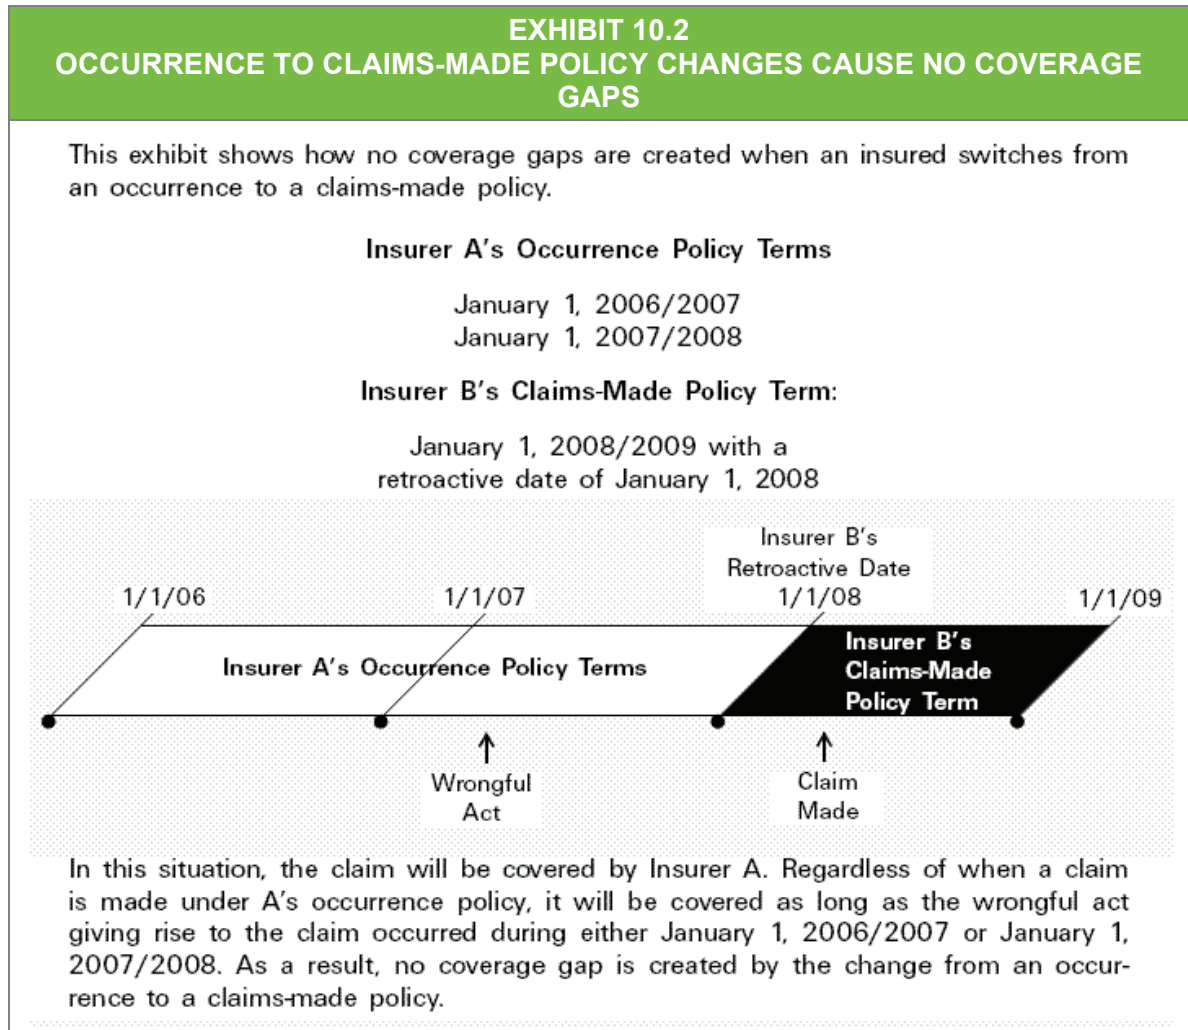 EXHIBIT 10.2
OCCURRENCE TO CLAIMS-MADE POLICY CHANGES CAUSE NO COVERAGE
GAPS
This exhibit shows how no coverage gaps are created when an insured switches from
an occurrence to a claims-made policy.
Insurer A's Occurrence Policy Terms
January 1, 2006/2007
January 1, 2007/2008
Insurer B's Claims-Made Policy Term:
January 1, 2008/2009 with a
retroactive date of January 1, 2008
Insurer B's
Retroactive Date
1/1/06 1/1/07 1/1/08 1/1/09
Insurer A's Occurrence Policy Terms
Insurer B's
Claims-Made
Policy Term
Wrongful
Act
Claim
Made
In this situation, the claim will be covered by Insurer A. Regardless of when a claim
is made under A's occurrence policy, it will be covered as long as the wrongful act
giving rise to the claim occurred during either January 1, 2006/2007 or January 1,
2007/2008. As a result, no coverage gap is created by the change from an occur-
rence to a claims-made policy.